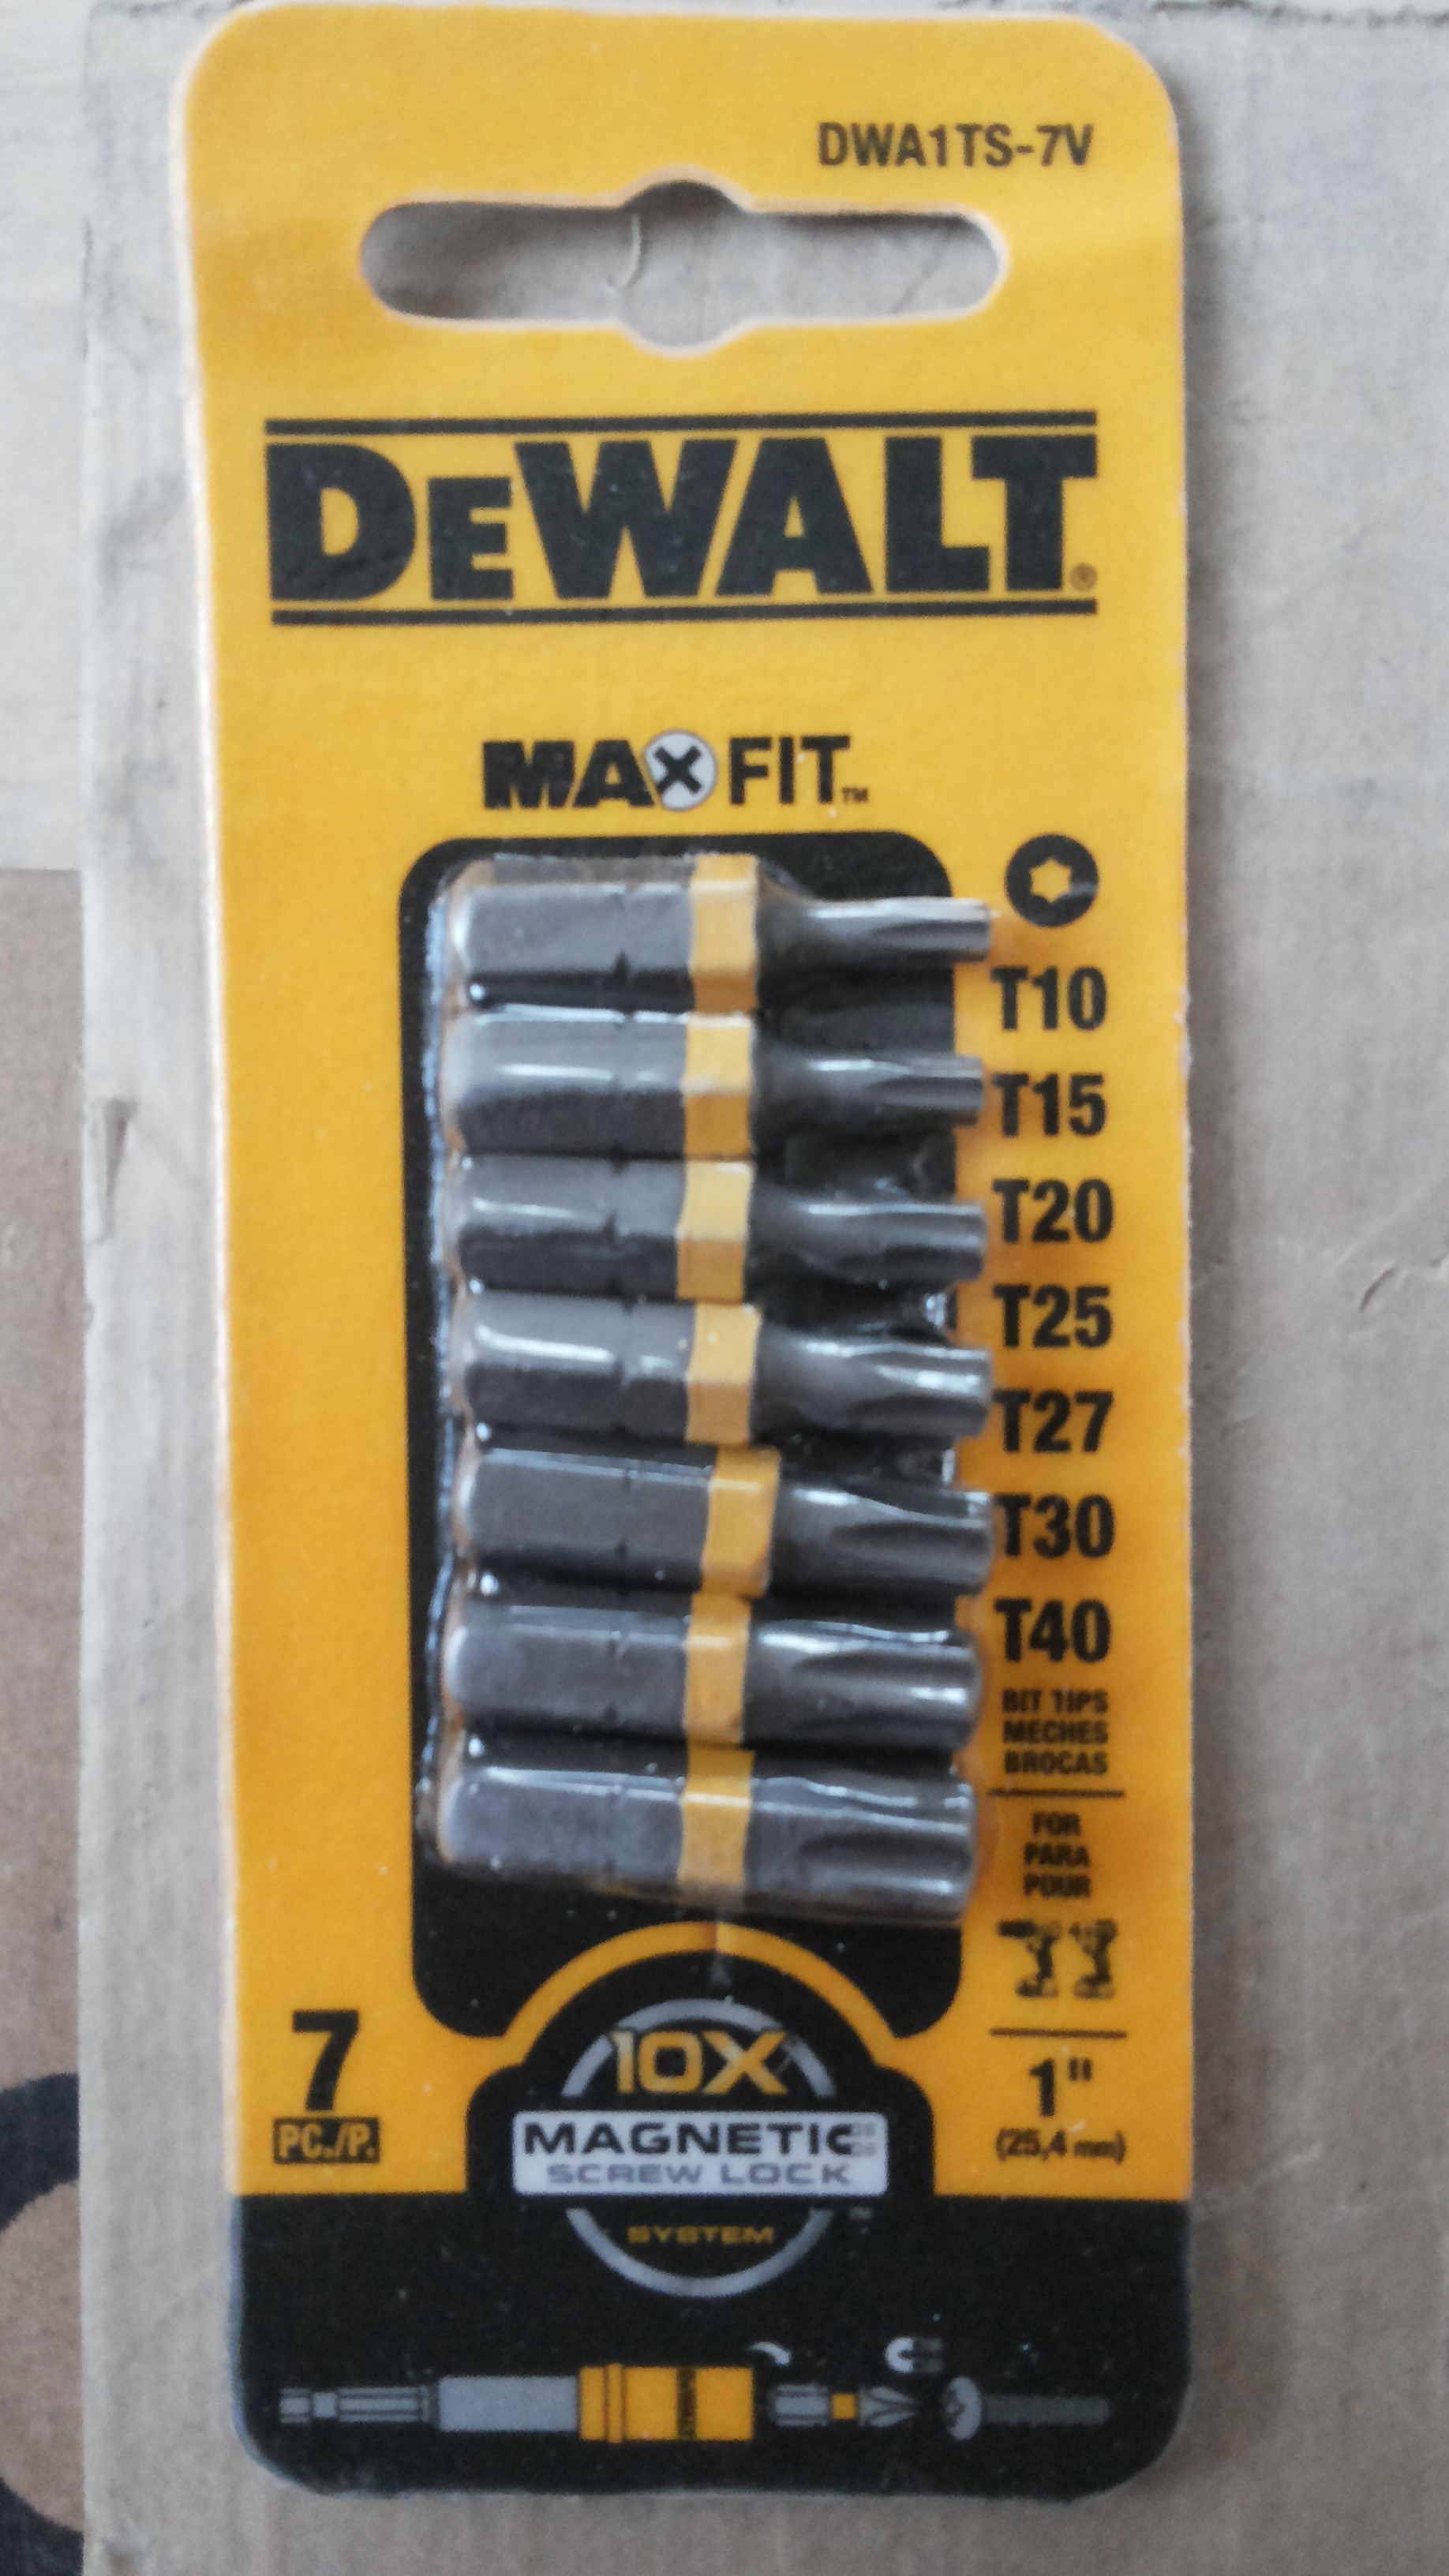 DWA1TS-7V
DEWALT®
MAXFIT™
T10
T15
T20
T25
T27
T30
T40
BIT TIPS
MECHES
BROCAS
FOR
PARA
POUR
7
PC./P.
1"
(25,4 mm)
10X
MAGNETIC
SCREW LOCK
SYSTEM